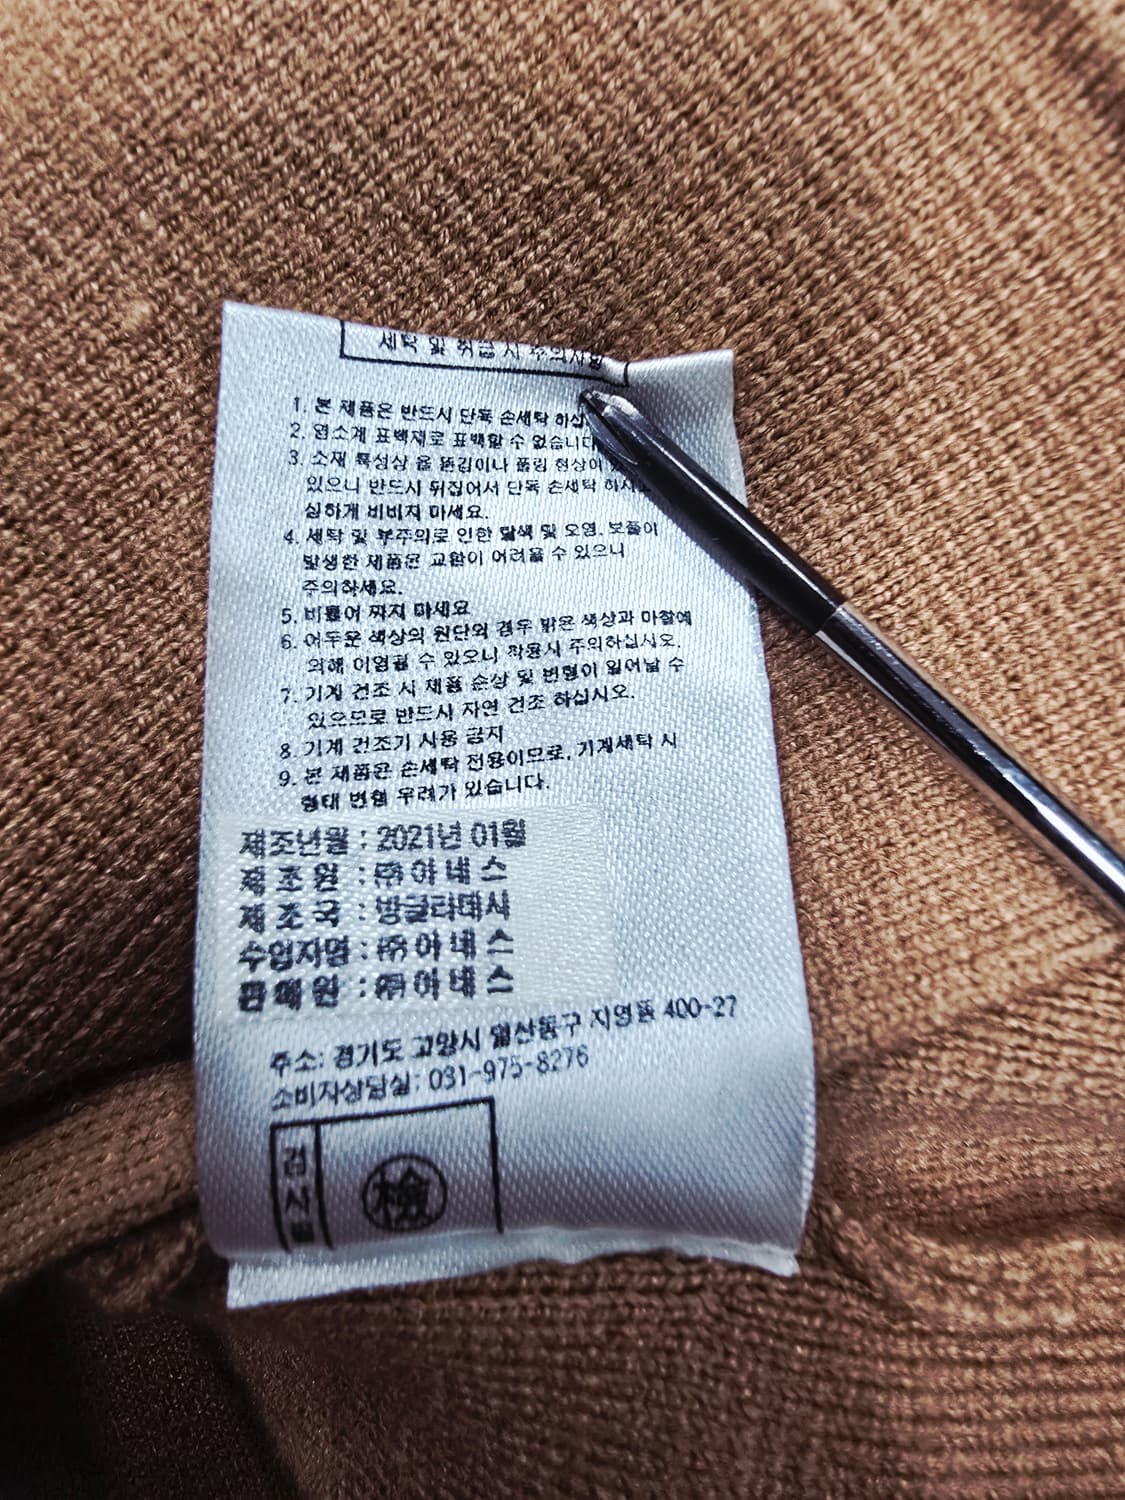 세탁 및 취급 시 주의사항
1. 본 제품은 반드시 단독 손세탁 하십
2. 염소계 표백제로 표백할 수 없습니다
3. 소재 특성상 올 뜯김이나 풀림 현상이
있으니 반드시 뒤집어서 단독 손세탁 하시고
심하게 비비지 마세요.
4. 세탁 및 부주의로 인한 탈색 및 오염, 보풀이
발생한 제품은 교환이 어려울 수 있으니
주의하세요.
5. 비틀어 짜지 마세요
6. 어두운 색상의 원단의 경우 밝은 색상과 마찰에
의해 이염될 수 있으니 착용시 주의하십시오.
7. 기계 건조 시 제품 손상 및 변형이 일어날 수
있으므로 반드시 자연 건조 하십시오.
8. 기계 건조기 사용 금지
9. 본 제품은 손세탁 전용이므로, 기계세탁 시
형태 변형 우려가 있습니다.
제조년월 : 2021년 01월
제 조 원 : ㈜ 아 네 스
제 조 국 : 방글라데시
수입자명 : ㈜ 아 네 스
판 매 원 : ㈜ 아 네 스
주소: 경기도 고양시 일산동구 지영동 400-27
소비자상담실: 031-975-8276
검사필
檢